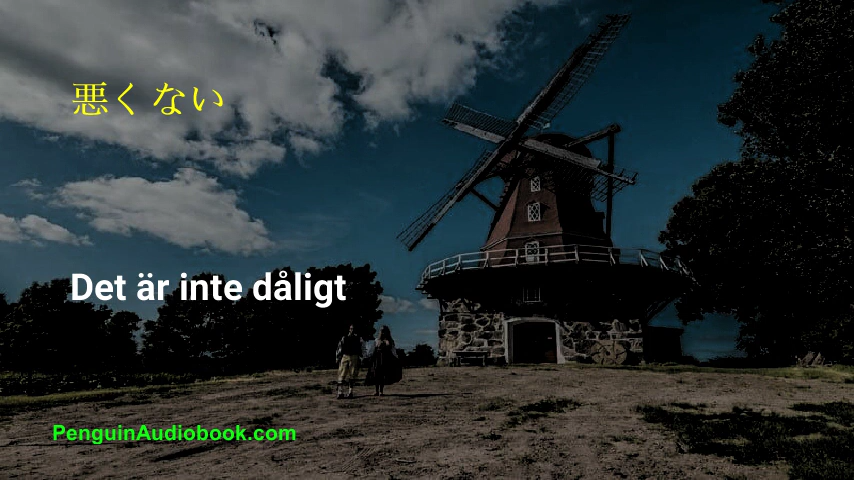 悪くない
Det är inte dåligt
PenguinAudiobook.com